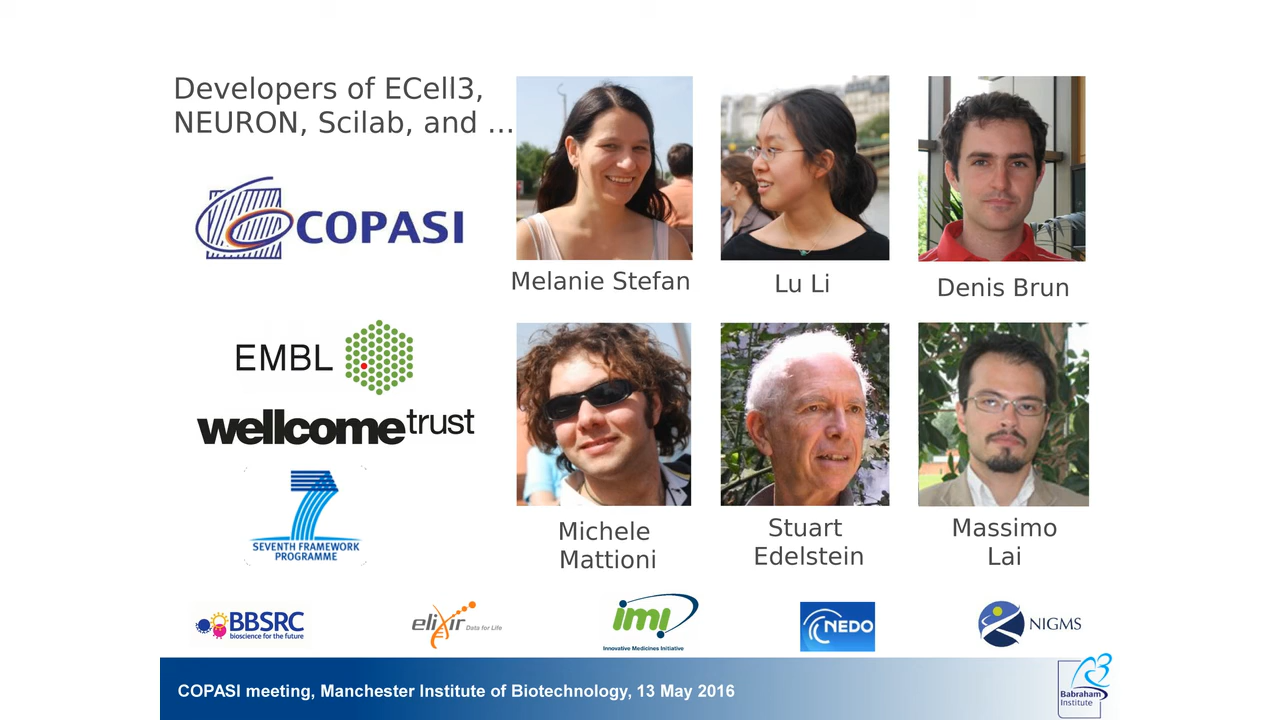 Developers of ECell3,
NEURON, Scilab, and ...
COPASI
Melanie Stefan
Lu Li
Denis Brun
EMBL
wellcometrust
7
SEVENTH FRAMEWORK
PROGRAMME
Michele
Mattioni
Stuart
Edelstein
Massimo
Lai
BBSRC
bioscience for the future
elixir
Data for Life
imi
Innovative Medicines Initiative
NEDO
NIGMS
COPASI meeting, Manchester Institute of Biotechnology, 13 May 2016
Babraham
Institute